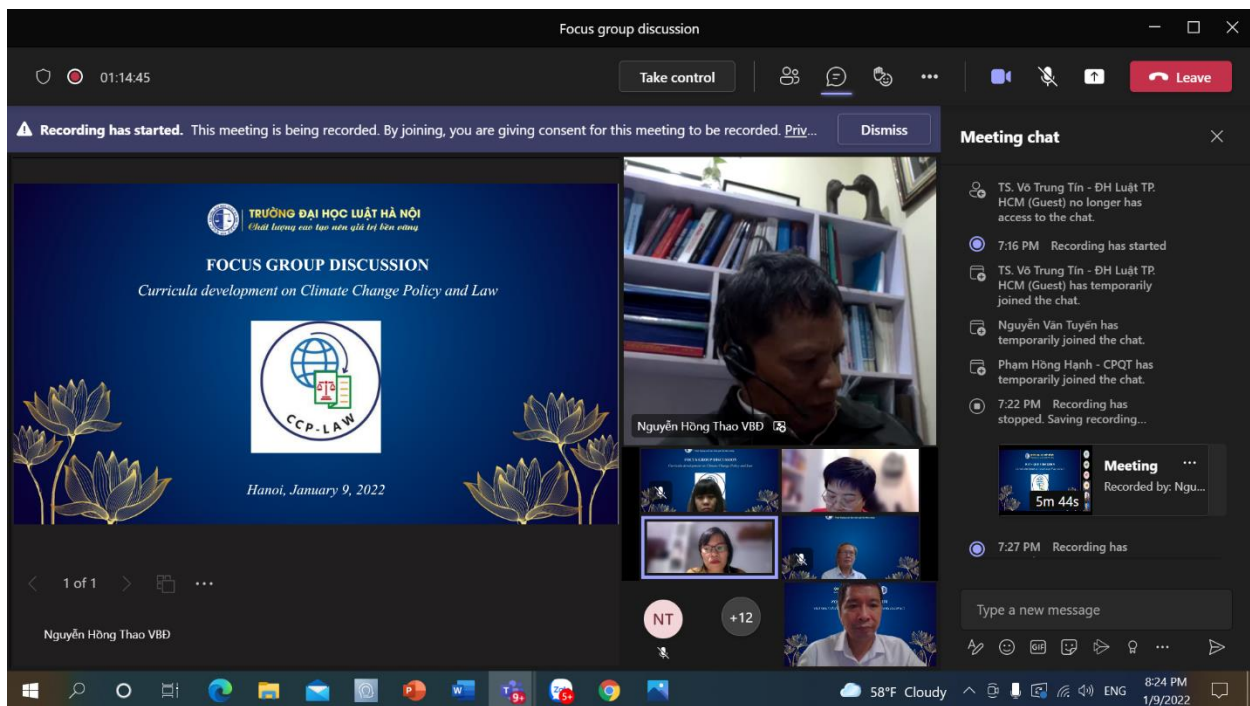 Focus group discussion
01:14:45
Take control
Leave
Recording has started. This meeting is being recorded. By joining, you are giving consent for this meeting to be recorded. Priv...
Dismiss
TRƯỜNG ĐẠI HỌC LUẬT HÀ NỘI
Chất lượng cao tạo nên giá trị bền vững
FOCUS GROUP DISCUSSION
Curricula development on Climate Change Policy and Law
CCP-LAW
Hanoi, January 9, 2022
1 of 1
Nguyễn Hồng Thao VBĐ
Nguyễn Hồng Thao VBĐ
FOCUS GROUP DISCUSSION
NT
+12
Meeting chat
TS. Võ Trung Tín - ĐH Luật TP.
HCM (Guest) no longer has
access to the chat.
7:16 PM Recording has started
TS. Võ Trung Tín - ĐH Luật TP.
HCM (Guest) has temporarily
joined the chat.
Nguyễn Văn Tuyến has
temporarily joined the chat.
Phạm Hồng Hạnh - CPQT has
temporarily joined the chat.
7:22 PM Recording has
stopped. Saving recording...
Meeting
Recorded by: Ngu...
5m 44s
7:27 PM Recording has
Type a new message
GIF
9+
5+
58°F Cloudy
ENG
8:24 PM
1/9/2022